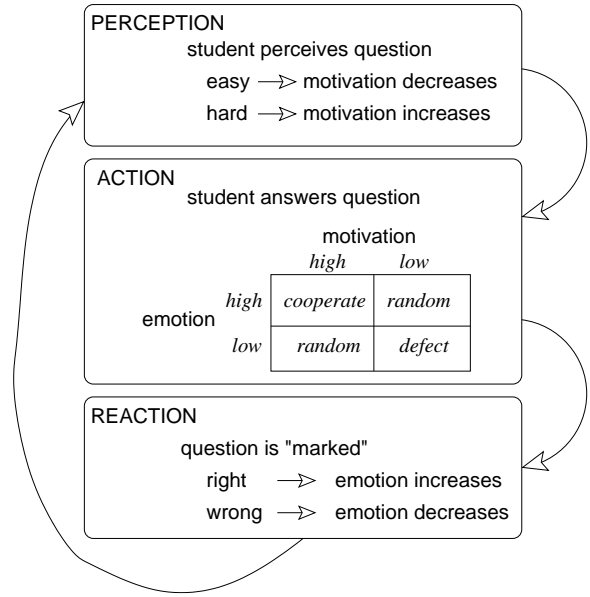 PERCEPTION
student perceives question
easy motivation decreases
hard motivation increases
ACTION
student answers question
motivation
high low
high cooperate random
emotion
low random defect
REACTION
question is "marked"
right emotion increases
wrong emotion decreases